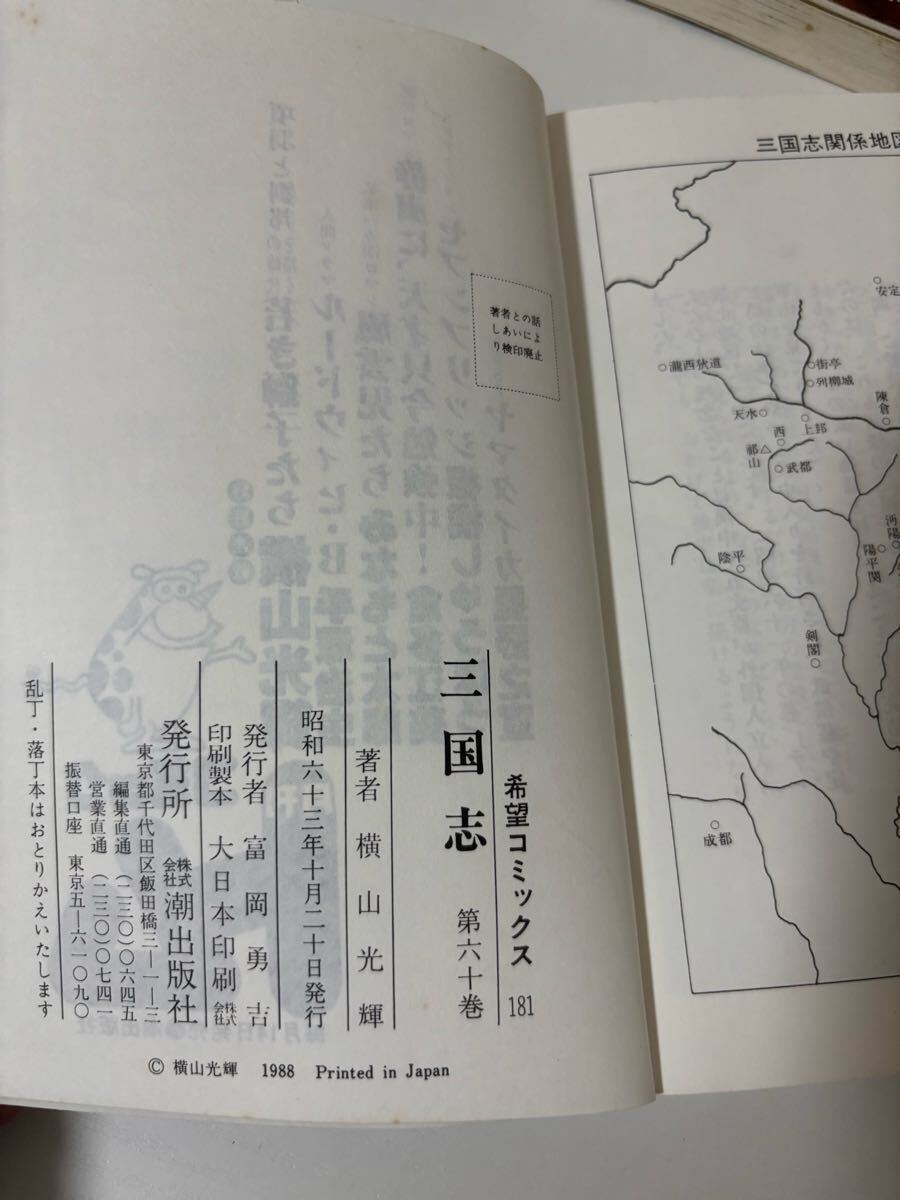 著者との話
しあいによ
り検印廃止
希望コミックス 181
三国志 第六十巻
著者 横山光輝
昭和六十三年十月二十日発行
発行者 富岡勇吉
印刷製本 大日本印刷株式会社
発行所 株式会社潮出版社
東京都千代田区飯田橋三―一―三
編集直通 (二三〇)〇六四五
営業直通 (二三〇)〇七四一
振替口座 東京五―六一〇九〇
乱丁・落丁本はおとりかえいたします
© 横山光輝 1988 Printed in Japan
三国志関係地図
安定
隴西狄道
街亭
列柳城
陳倉
天水
上邽
西
祁山
武都
沔陽
陽平関
陰平
剣閣
成都